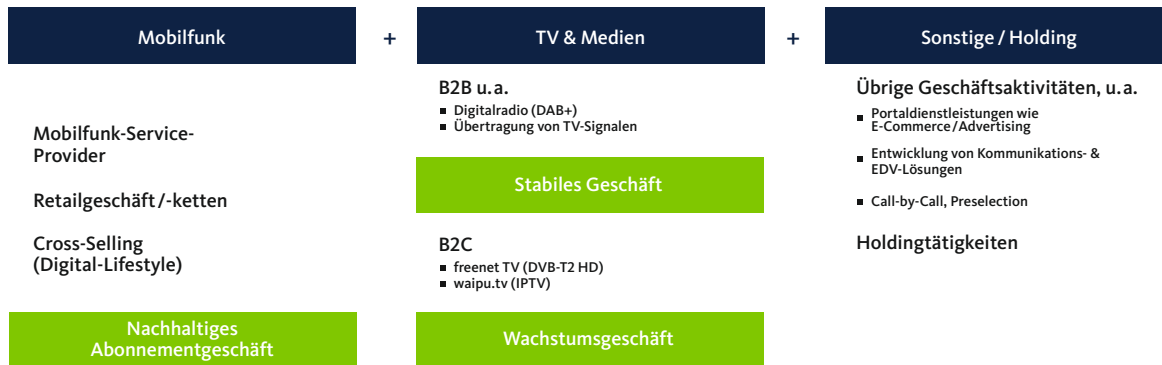 Mobilfunk
+
TV & Medien
+
Sonstige / Holding
Mobilfunk-Service-
Provider
Retailgeschäft /-ketten
Cross-Selling
(Digital-Lifestyle)
Nachhaltiges
Abonnementgeschäft
B2B u. a.
■ Digitalradio (DAB+)
■ Übertragung von TV-Signalen
Stabiles Geschäft
B2C
■ freenet TV (DVB-T2 HD)
■ waipu.tv (IPTV)
Wachstumsgeschäft
Übrige Geschäftsaktivitäten, u. a.
■ Portaldienstleistungen wie
E-Commerce/Advertising
■ Entwicklung von Kommunikations- &
EDV-Lösungen
■ Call-by-Call, Preselection
Holdingtätigkeiten